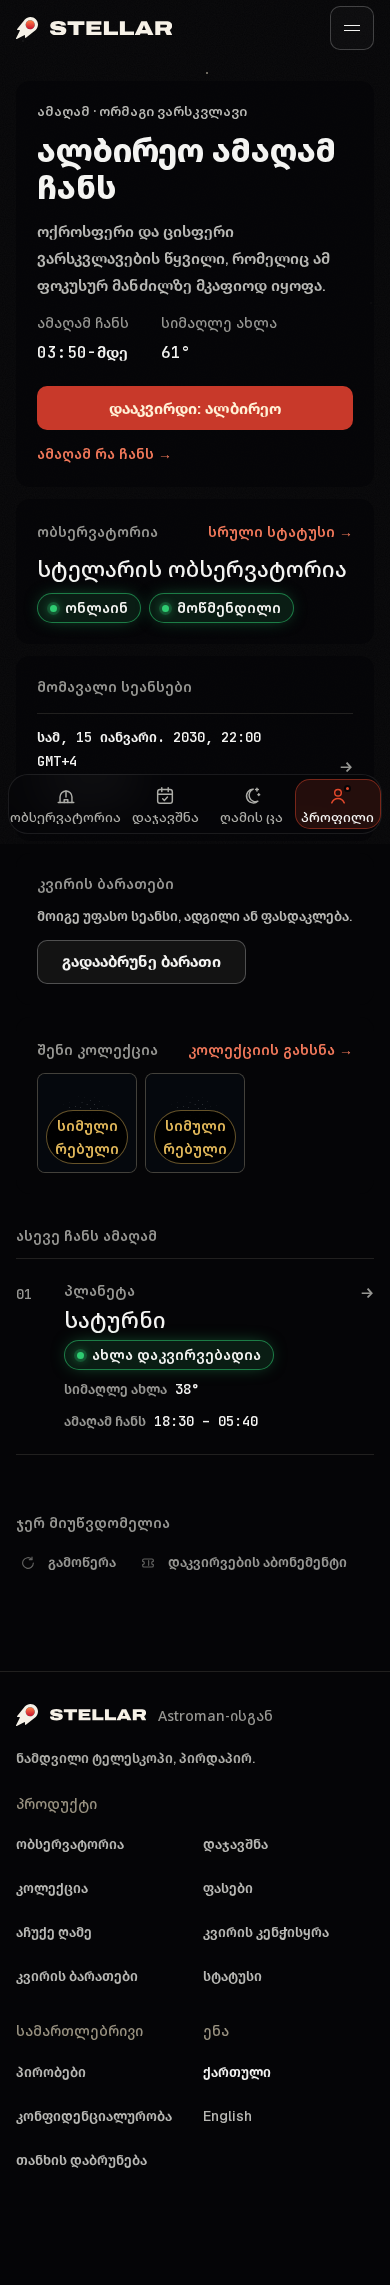 STELLAR
ამაღამ · ორმაგი ვარსკვლავი
ალბირეო ამაღამ
ჩანს
ოქროსფერი და ცისფერი
ვარსკვლავების წყვილი, რომელიც ამ
ფოკუსურ მანძილზე მკაფიოდ იყოფა.
ამაღამ ჩანს სიმაღლე ახლა
03:50-მდე 61°
დააკვირდი: ალბირეო
ამაღამ რა ჩანს →
ობსერვატორია სრული სტატუსი →
სტელარის ობსერვატორია
ონლაინ მოწმენდილი
მომავალი სეანსები
სამ, 15 იანვარი. 2030, 22:00
GMT+4
ობსერვატორია დაჯავშნა ღამის ცა პროფილი
კვირის ბარათები
მოიგე უფასო სეანსი, ადგილი ან ფასდაკლება.
გადააბრუნე ბარათი
შენი კოლექცია კოლექციის გახსნა →
სიმული სიმული
რებული რებული
ასევე ჩანს ამაღამ
01 პლანეტა →
სატურნი
ახლა დაკვირვებადია
სიმაღლე ახლა 38°
ამაღამ ჩანს 18:30 – 05:40
ჯერ მიუწვდომელია
გამოწერა დაკვირვების აბონემენტი
STELLAR Astroman-ისგან
ნამდვილი ტელესკოპი, პირდაპირ.
პროდუქტი
ობსერვატორია დაჯავშნა
კოლექცია ფასები
აჩუქე ღამე კვირის კენჭისყრა
კვირის ბარათები სტატუსი
სამართლებრივი ენა
პირობები ქართული
კონფიდენციალურობა English
თანხის დაბრუნება